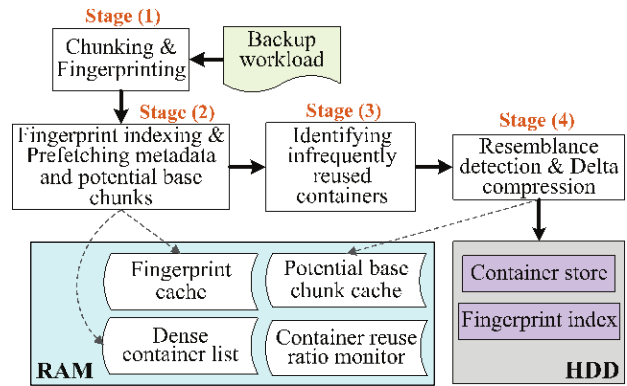 Stage (1)
Chunking &
Fingerprinting
Backup
workload
Stage (2)
Fingerprint indexing &
Prefetching metadata
and potential base
chunks
Stage (3)
Identifying
infrequently
reused
containers
Stage (4)
Resemblance
detection & Delta
compression
Fingerprint
cache
Potential base
chunk cache
Dense
container list
Container reuse
ratio monitor
RAM
Container store
Fingerprint index
HDD